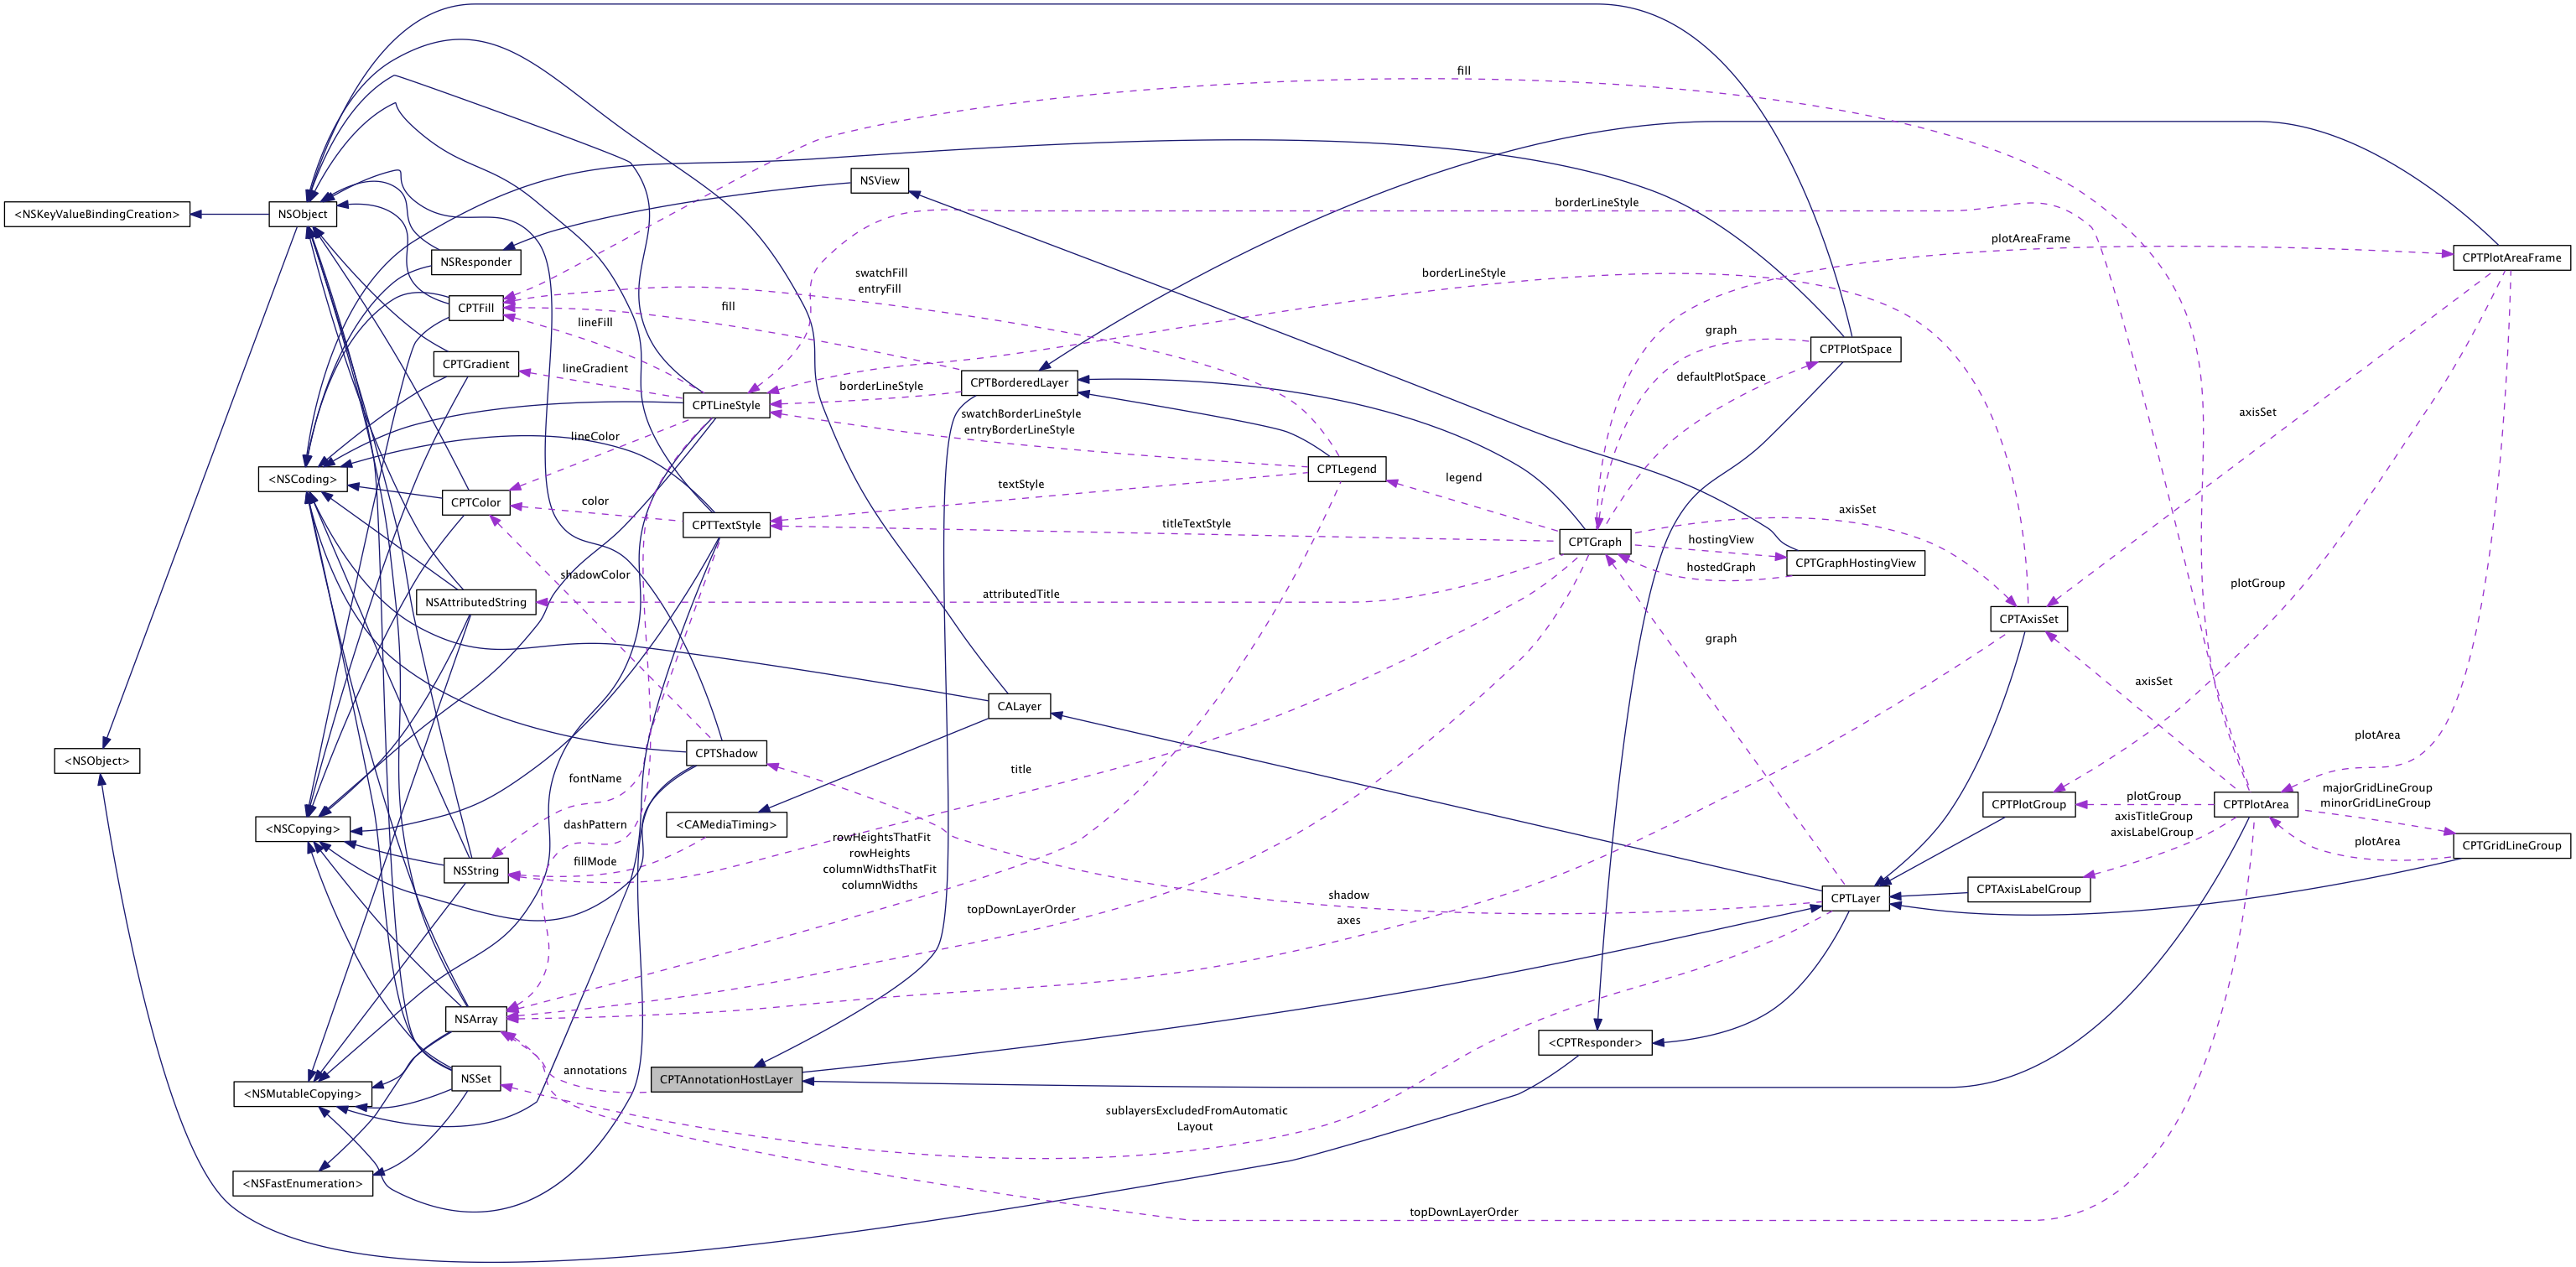 fill
NSView
borderLineStyle
<NSKeyValueBindingCreation>
NSObject
plotAreaFrame
CPTPlotAreaFrame
NSResponder
swatchFill
entryFill
borderLineStyle
CPTFill
fill
lineFill
graph
CPTPlotSpace
CPTGradient
lineGradient
CPTBorderedLayer
borderLineStyle
defaultPlotSpace
CPTLineStyle
swatchBorderLineStyle
entryBorderLineStyle
axisSet
lineColor
CPTLegend
legend
<NSCoding>
CPTColor
color
textStyle
CPTTextStyle
titleTextStyle
axisSet
CPTGraph
hostingView
CPTGraphHostingView
hostedGraph
shadowColor
plotGroup
NSAttributedString
attributedTitle
CPTAxisSet
graph
axisSet
CALayer
plotArea
<NSObject>
CPTShadow
title
fontName
majorGridLineGroup
minorGridLineGroup
CPTPlotGroup
plotGroup
CPTPlotArea
axisTitleGroup
axisLabelGroup
<NSCopying>
dashPattern
<CAMediaTiming>
rowHeightsThatFit
rowHeights
columnWidthsThatFit
columnWidths
plotArea
CPTGridLineGroup
NSString
fillMode
CPTAxisLabelGroup
shadow
CPTLayer
topDownLayerOrder
axes
NSArray
<CPTResponder>
annotations
CPTAnnotationHostLayer
NSSet
<NSMutableCopying>
sublayersExcludedFromAutomatic
Layout
<NSFastEnumeration>
topDownLayerOrder